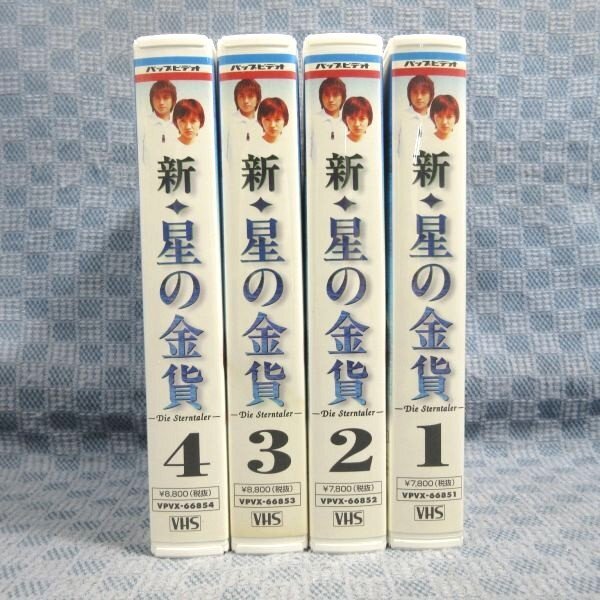 バップビデオ
新✦星の金貨
—Die Sterntaler—
4
¥8,800(税抜)
VPVX-66854
VHS
バップビデオ
新✦星の金貨
—Die Sterntaler—
3
¥8,800(税抜)
VPVX-66853
VHS
バップビデオ
新✦星の金貨
—Die Sterntaler—
2
¥7,800(税抜)
VPVX-66852
VHS
バップビデオ
新✦星の金貨
—Die Sterntaler—
1
¥7,800(税抜)
VPVX-66851
VHS